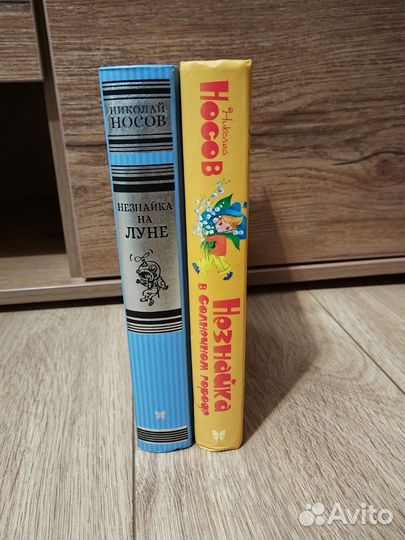 НИКОЛАЙ
НОСОВ
НЕЗНАЙКА
НА
ЛУНЕ
Николай
НОСОВ
НЕЗНАЙКА
в Солнечном городе
Avito